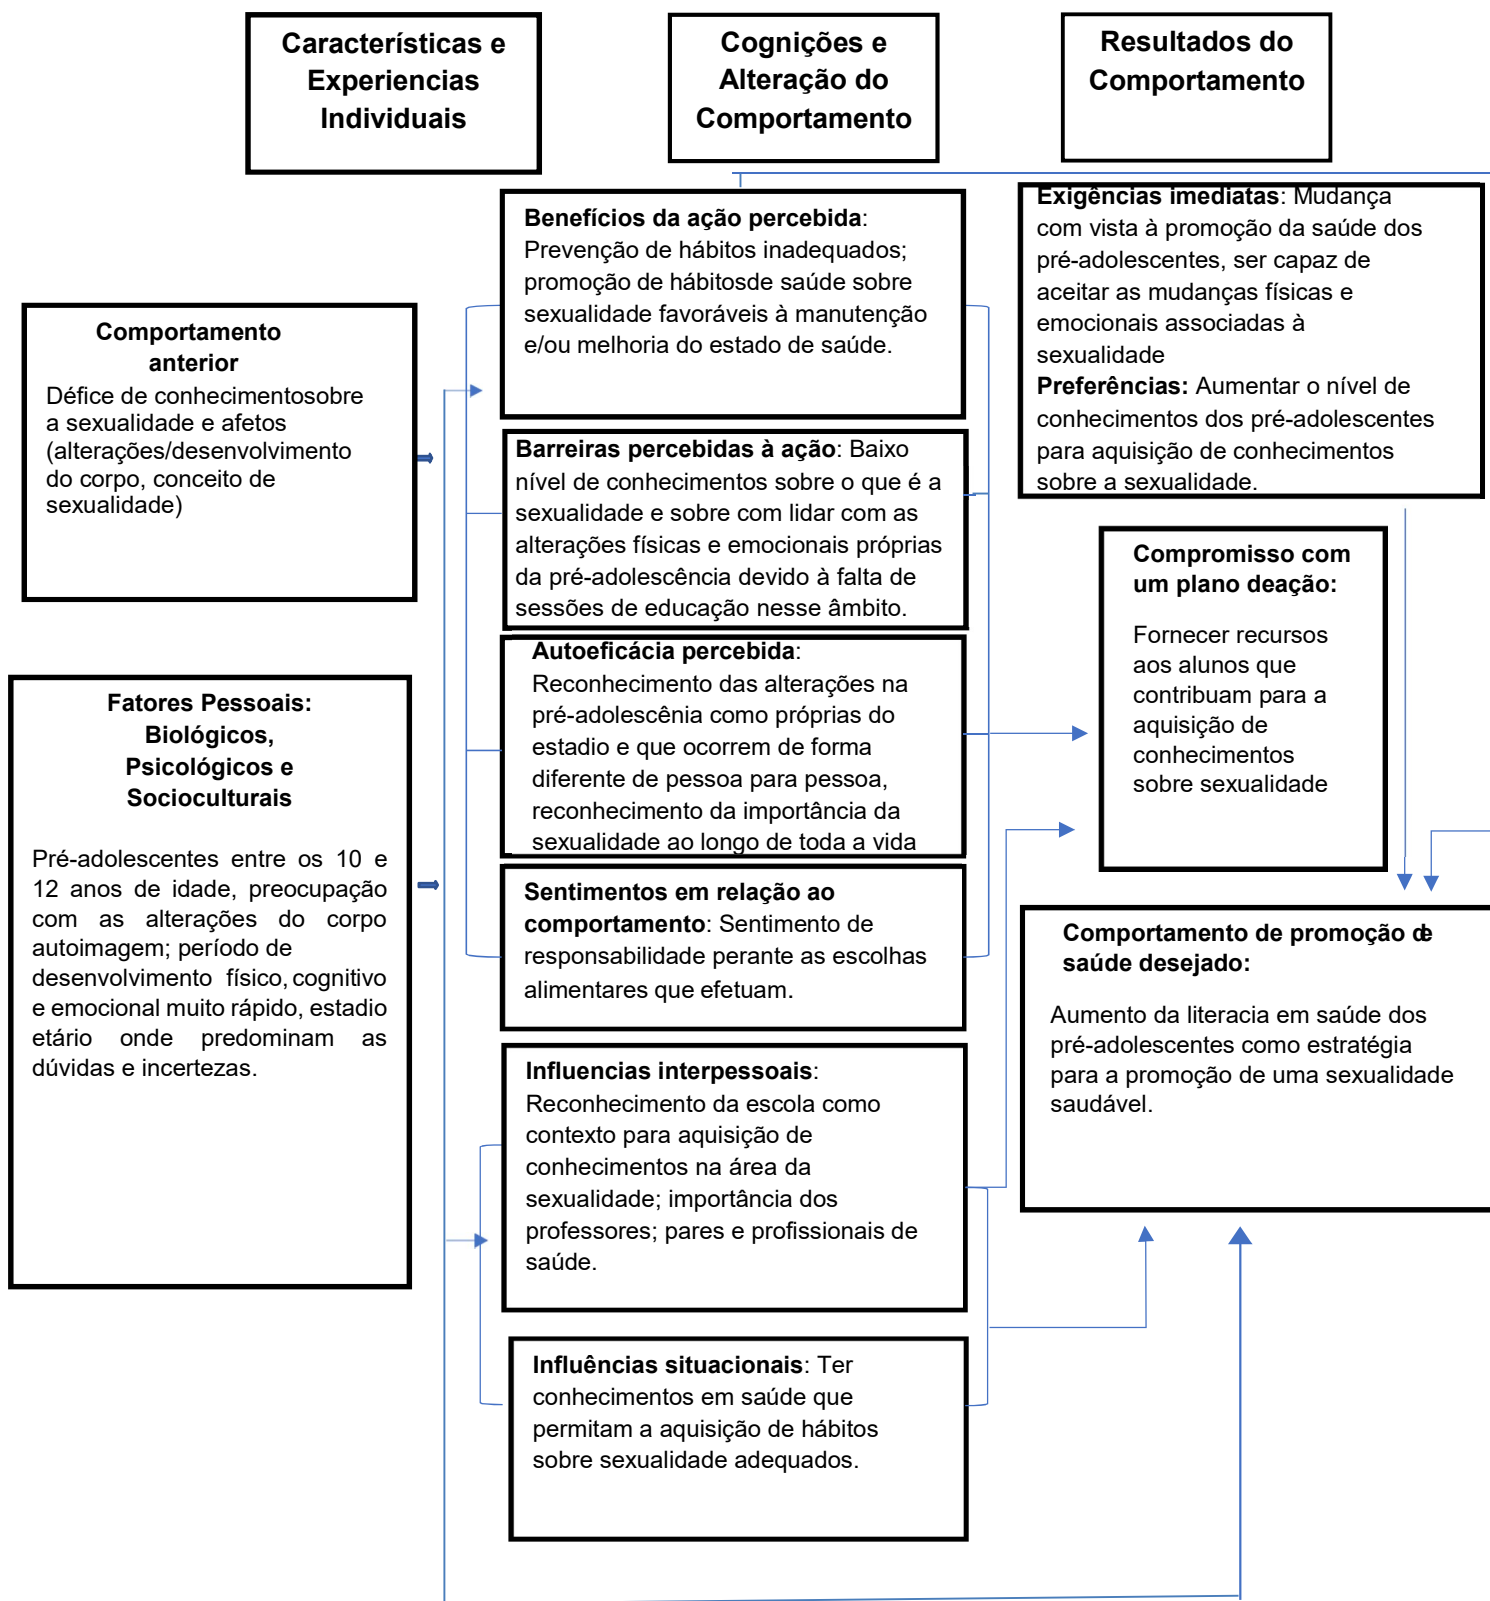 Características e
Experiencias
Individuais
Cognições e
Alteração do
Comportamento
Resultados do
Comportamento
Comportamento
anterior
Défice de conhecimentosobre
a sexualidade e afetos
(alterações/desenvolvimento
do corpo, conceito de
sexualidade)
Fatores Pessoais:
Biológicos,
Psicológicos e
Socioculturais
Pré-adolescentes entre os 10 e
12 anos de idade, preocupação
com as alterações do corpo
autoimagem; período de
desenvolvimento físico, cognitivo
e emocional muito rápido, estadio
etário onde predominam as
dúvidas e incertezas.
Benefícios da ação percebida:
Prevenção de hábitos inadequados;
promoção de hábitosde saúde sobre
sexualidade favoráveis à manutenção
e/ou melhoria do estado de saúde.
Barreiras percebidas à ação: Baixo
nível de conhecimentos sobre o que é a
sexualidade e sobre com lidar com as
alterações físicas e emocionais próprias
da pré-adolescência devido à falta de
sessões de educação nesse âmbito.
Autoeficácia percebida:
Reconhecimento das alterações na
pré-adolescênia como próprias do
estadio e que ocorrem de forma
diferente de pessoa para pessoa,
reconhecimento da importância da
sexualidade ao longo de toda a vida
Sentimentos em relação ao
comportamento: Sentimento de
responsabilidade perante as escolhas
alimentares que efetuam.
Influencias interpessoais:
Reconhecimento da escola como
contexto para aquisição de
conhecimentos na área da
sexualidade; importância dos
professores; pares e profissionais de
saúde.
Influências situacionais: Ter
conhecimentos em saúde que
permitam a aquisição de hábitos
sobre sexualidade adequados.
Exigências imediatas: Mudança
com vista à promoção da saúde dos
pré-adolescentes, ser capaz de
aceitar as mudanças físicas e
emocionais associadas à
sexualidade
Preferências: Aumentar o nível de
conhecimentos dos pré-adolescentes
para aquisição de conhecimentos
sobre a sexualidade.
Compromisso com
um plano deação:
Fornecer recursos
aos alunos que
contribuam para a
aquisição de
conhecimentos
sobre sexualidade
Comportamento de promoção de
saúde desejado:
Aumento da literacia em saúde dos
pré-adolescentes como estratégia
para a promoção de uma sexualidade
saudável.